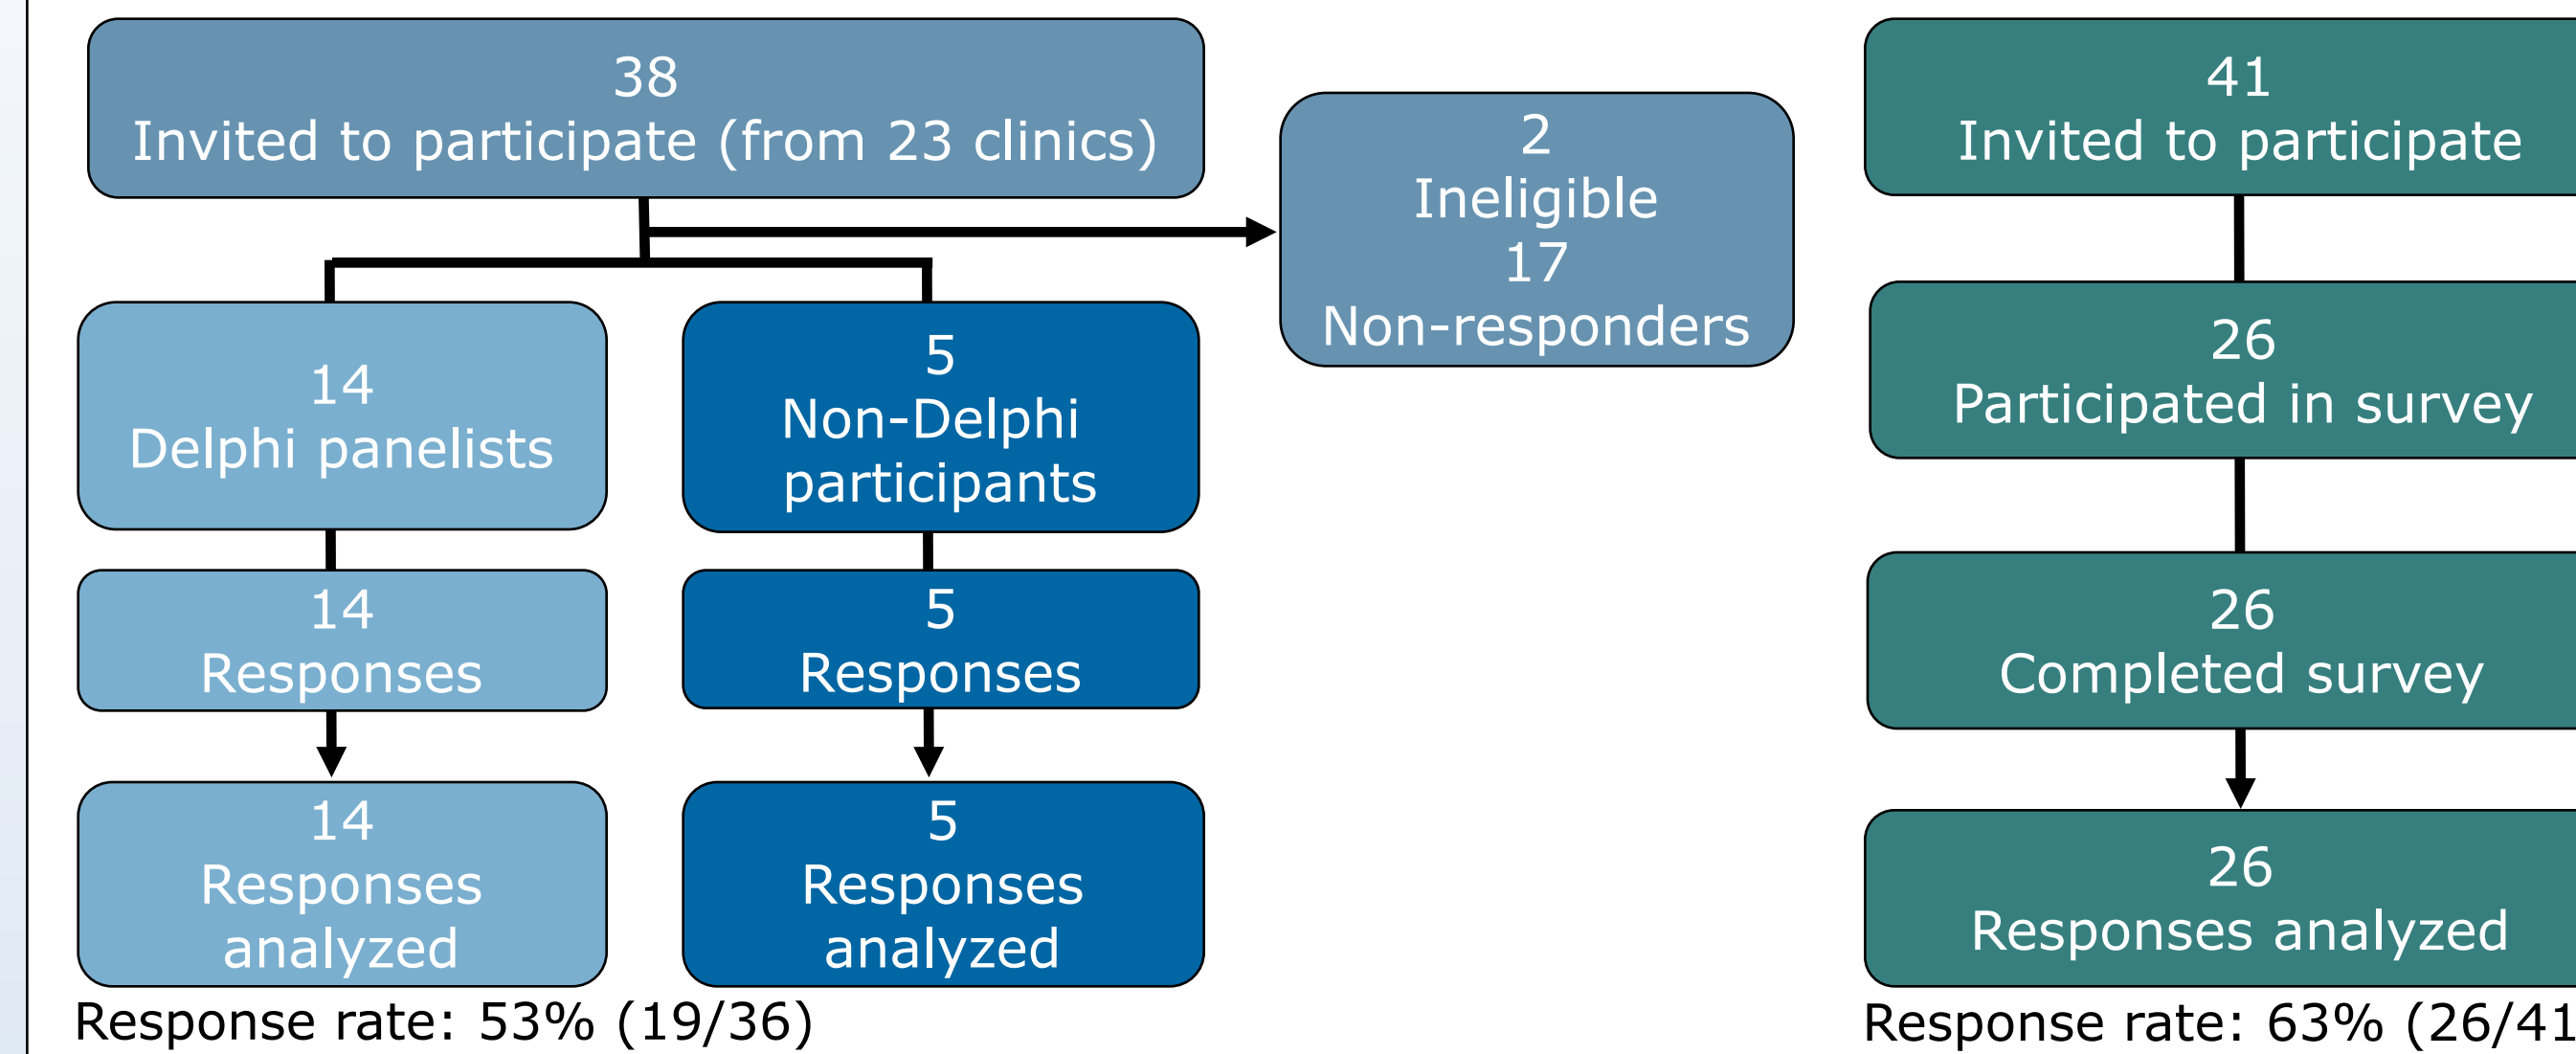 38
Invited to participate (from 23 clinics)
2
Ineligible
17
Non-responders
14
Delphi panelists
5
Non-Delphi
participants
14
Responses
5
Responses
14
Responses
analyzed
5
Responses
analyzed
Response rate: 53% (19/36)
41
Invited to participate
26
Participated in survey
26
Completed survey
26
Responses analyzed
Response rate: 63% (26/41